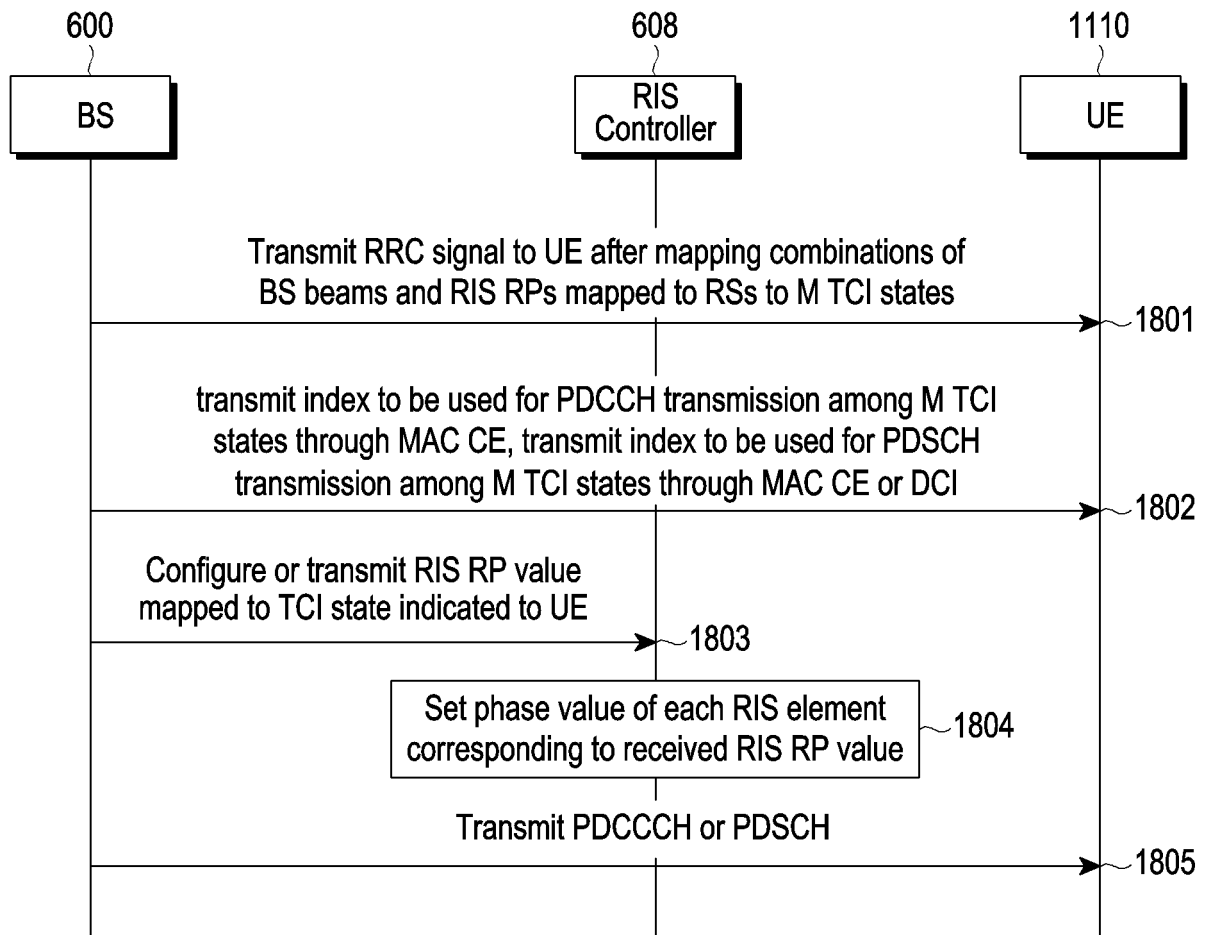 600
608
1110
BS
RIS
Controller
UE
Transmit RRC signal to UE after mapping combinations of
BS beams and RIS RPs mapped to RSs to M TCI states
1801
transmit index to be used for PDCCH transmission among M TCI
states through MAC CE, transmit index to be used for PDSCH
transmission among M TCI states through MAC CE or DCI
1802
Configure or transmit RIS RP value
mapped to TCI state indicated to UE
1803
Set phase value of each RIS element
corresponding to received RIS RP value
1804
Transmit PDCCCH or PDSCH
1805